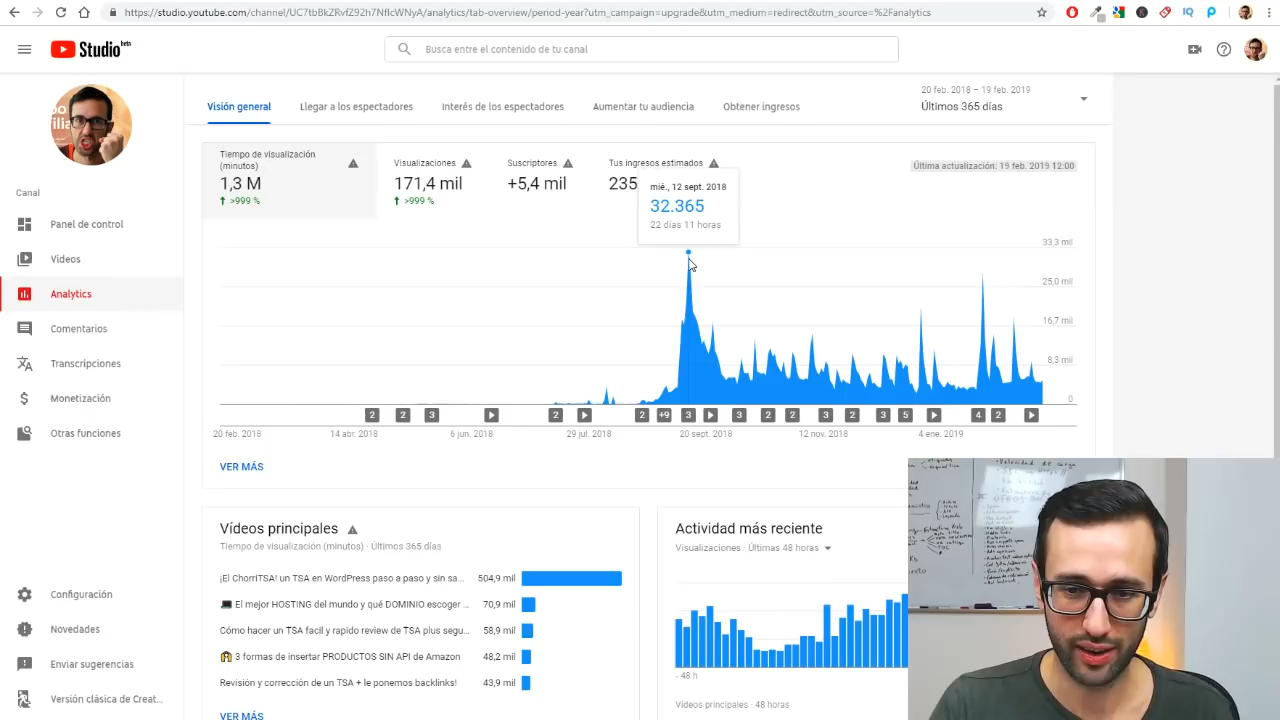 https://studio.youtube.com/channel/UC7tbBkZRvfZ92h7NflcWNyA/analytics/tab-overview/period-year?utm_campaign=upgrade&utm_medium=redirect&utm_source=%2Fanalytics
Studio beta
Busca entre el contenido de tu canal
Canal
Panel de control
Vídeos
Analytics
Comentarios
Transcripciones
Monetización
Otras funciones
Configuración
Novedades
Enviar sugerencias
Versión clásica de Creat...
Visión general
Llegar a los espectadores
Interés de los espectadores
Aumentar tu audiencia
Obtener ingresos
20 feb. 2018 – 19 feb. 2019
Últimos 365 días
Tiempo de visualización
(minutos)
1,3 M
>999 %
Visualizaciones
171,4 mil
>999 %
Suscriptores
+5,4 mil
Tus ingresos estimados
235
Última actualización: 19 feb. 2019 12:00
mié., 12 sept. 2018
32.365
22 días 11 horas
33,3 mil
25,0 mil
16,7 mil
8,3 mil
0
2 2 3 2 2 +9 3 3 2 2 3 2 3 5 4 2
20 feb. 2018
14 abr. 2018
6 jun. 2018
29 jul. 2018
20 sept. 2018
12 nov. 2018
4 ene. 2019
VER MÁS
Vídeos principales
Tiempo de visualización (minutos) · Últimos 365 días
¡El ChorriTSA! un TSA en WordPress paso a paso y sin sa... 504,9 mil
El mejor HOSTING del mundo y qué DOMINIO escoger ... 70,9 mil
Cómo hacer un TSA facil y rapido review de TSA plus segu... 58,9 mil
3 formas de insertar PRODUCTOS SIN API de Amazon 48,2 mil
Revisión y corrección de un TSA + le ponemos backlinks! 43,9 mil
VER MÁS
Actividad más reciente
Visualizaciones · Últimas 48 horas
- 48 h
Vídeos principales · 48 horas
Velocidad de carga